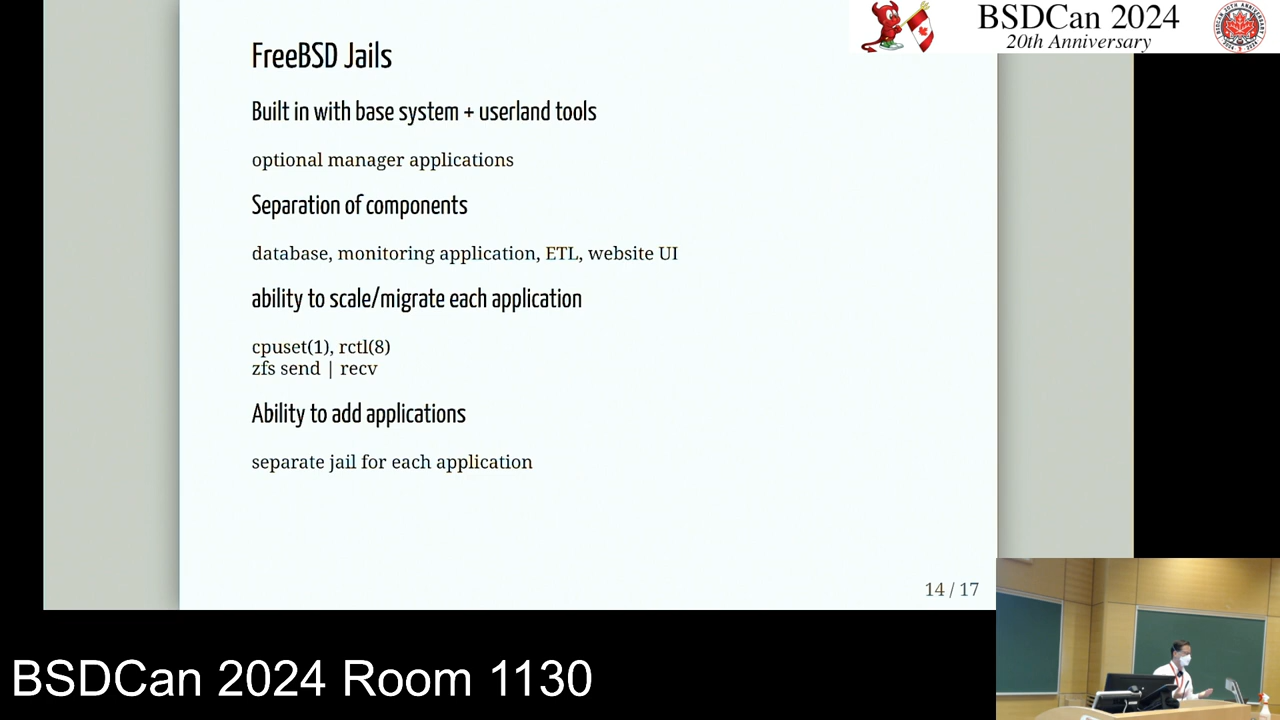 BSDCan 2024
20th Anniversary
FreeBSD Jails
Built in with base system + userland tools
optional manager applications
Separation of components
database, monitoring application, ETL, website UI
ability to scale/migrate each application
cpuset(1), rctl(8)
zfs send | recv
Ability to add applications
separate jail for each application
14 / 17
BSDCan 2024 Room 1130